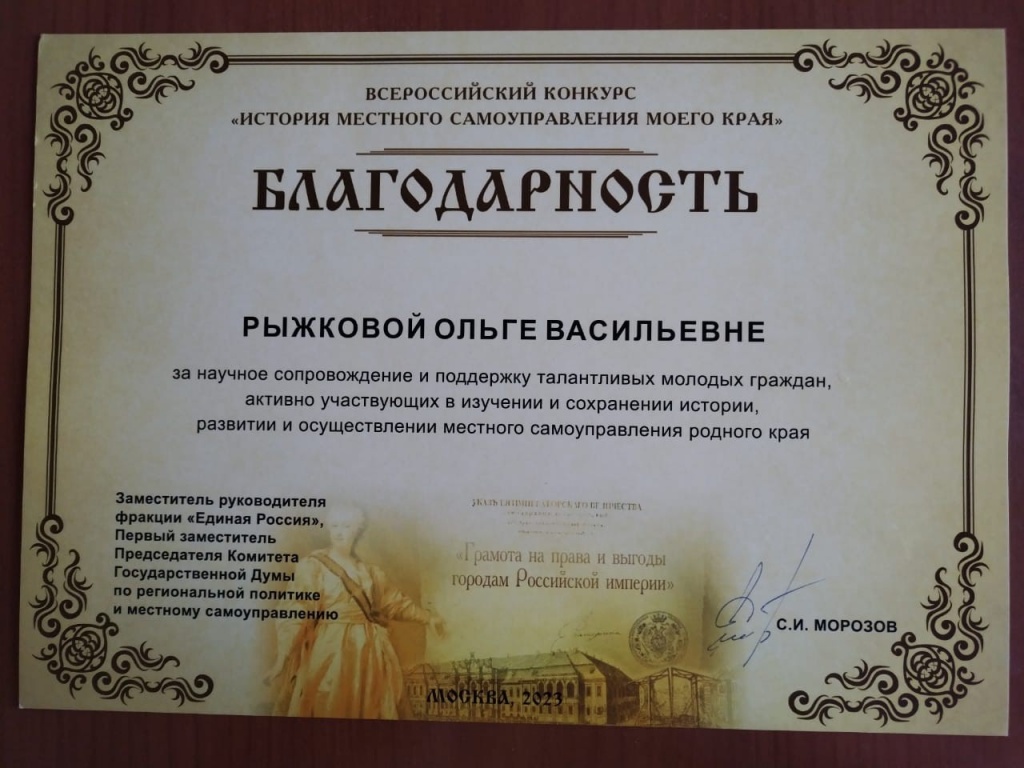 ВСЕРОССИЙСКИЙ КОНКУРС
«ИСТОРИЯ МЕСТНОГО САМОУПРАВЛЕНИЯ МОЕГО КРАЯ»
БЛАГОДАРНОСТЬ
РЫЖКОВОЙ ОЛЬГЕ ВАСИЛЬЕВНЕ
за научное сопровождение и поддержку талантливых молодых граждан,
активно участвующих в изучении и сохранении истории,
развитии и осуществлении местного самоуправления родного края
Заместитель руководителя
фракции «Единая Россия»,
Первый заместитель
Председателя Комитета
Государственной Думы
по региональной политике
и местному самоуправлению
«Грамота на права и выгоды
городам Российской империи»
С.И. МОРОЗОВ
МОСКВА, 2023